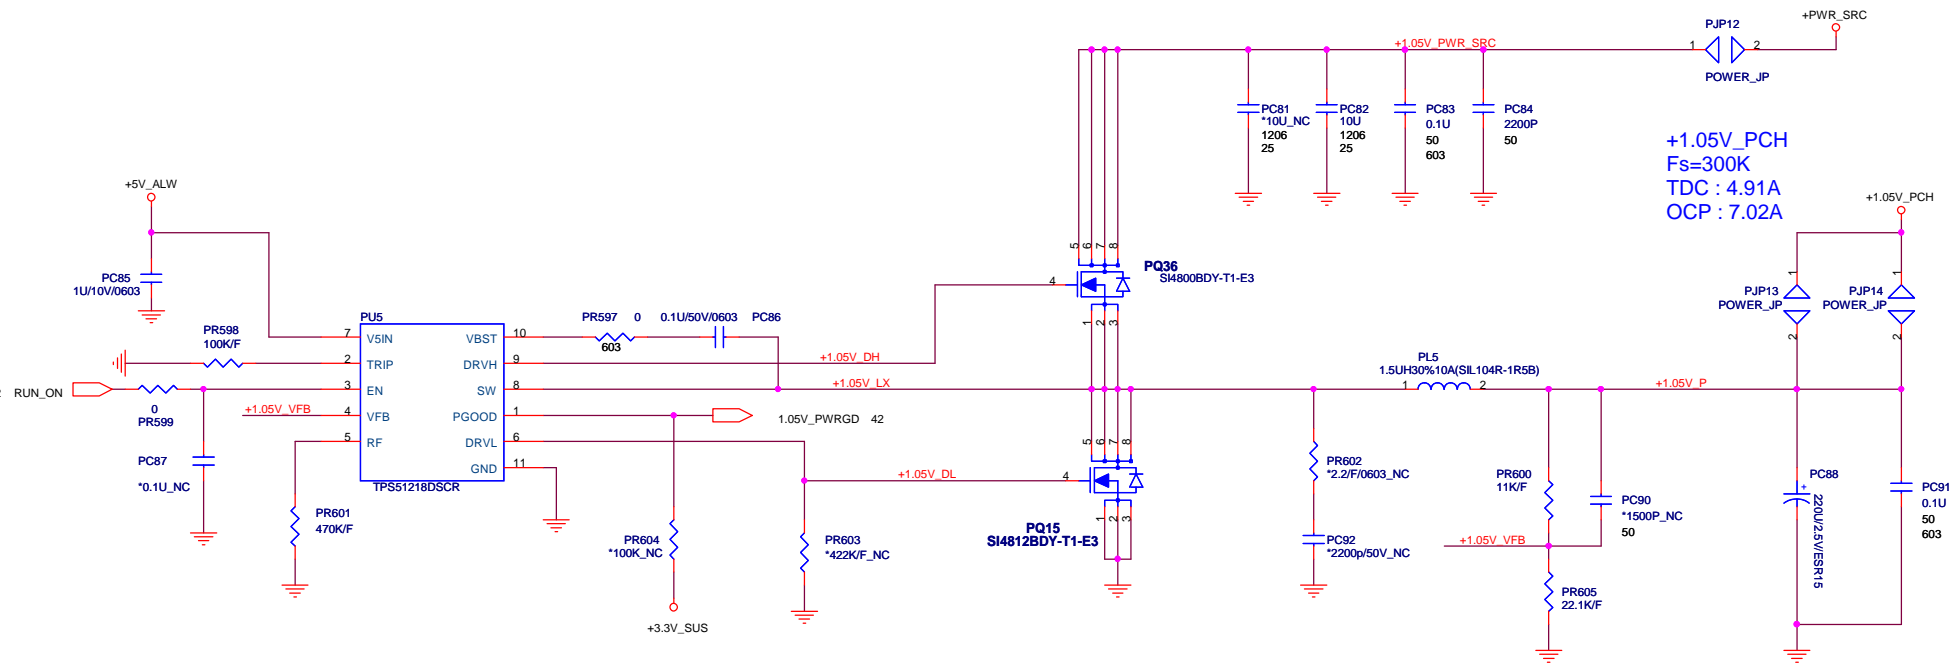 +PWR_SRC
PJP12
+1.05V_PWR_SRC
1
2
POWER_JP
PC81
*10U_NC
1206
25
PC82
10U
1206
25
PC83
0.1U
50
603
PC84
2200P
50
+1.05V_PCH
Fs=300K
TDC : 4.91A
OCP : 7.02A
+5V_ALW
PC85
1U/10V/0603
+1.05V_PCH
5
6
7
8
PQ36
SI4800BDY-T1-E3
4
1
2
3
1
PJP13
POWER_JP
2
1
PJP14
POWER_JP
2
PR598
100K/F
PU5
7
V5IN
2
TRIP
3
EN
4
VFB
5
RF
VBST
10
DRVH
9
SW
8
PGOOD
1
DRVL
6
GND
11
TPS51218DSCR
PR597
0
603
0.1U/50V/0603
PC86
+1.05V_DH
+1.05V_LX
RUN_ON
0
PR599
+1.05V_VFB
PC87
*0.1U_NC
PR601
470K/F
1.05V_PWRGD
42
PR604
*100K_NC
+3.3V_SUS
PR603
*422K/F_NC
+1.05V_DL
5
6
7
8
4
1
2
3
PQ15
SI4812BDY-T1-E3
PL5
1.5UH30%10A(SIL104R-1R5B)
1
2
+1.05V_P
PR602
*2.2/F/0603_NC
PC92
*2200p/50V_NC
PR600
11K/F
PC90
*1500P_NC
50
+1.05V_VFB
PR605
22.1K/F
PC88
+
220U/2.5V/ESR15
PC91
0.1U
50
603